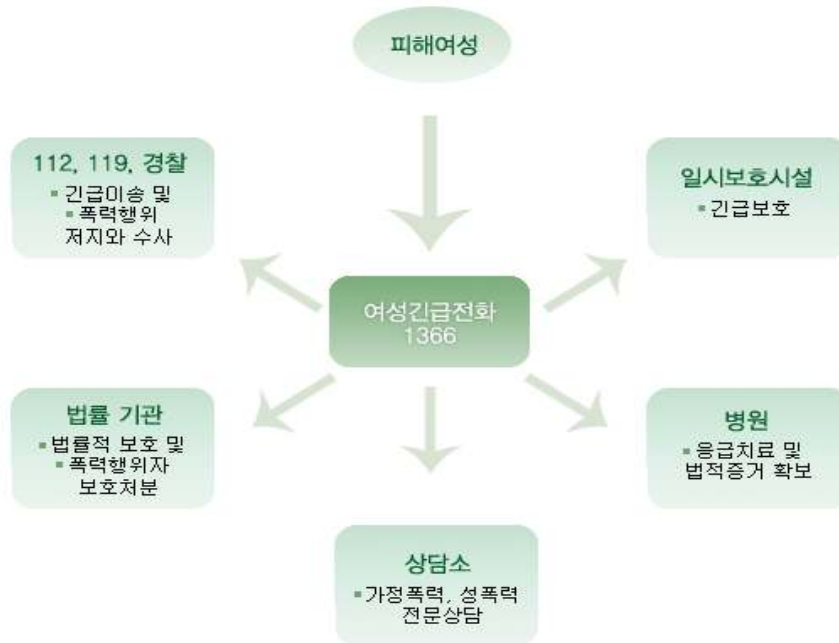 피해여성
112, 119, 경찰
▪ 긴급이송 및
▪ 폭력행위
저지와 수사
일시보호시설
▪ 긴급보호
여성긴급전화
1366
법률 기관
▪ 법률적 보호 및
▪ 폭력행위자
보호처분
병원
▪ 응급치료 및
법적증거 확보
상담소
▪ 가정폭력, 성폭력
전문상담